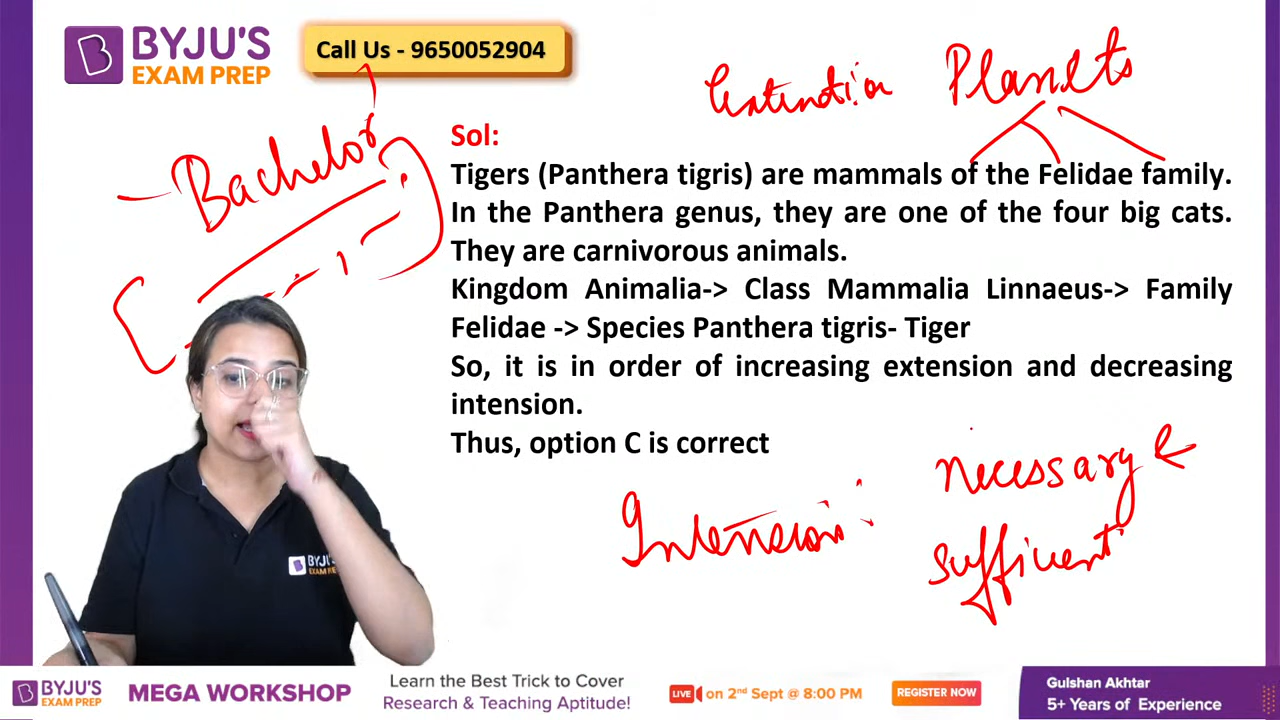 BYJU'S
EXAM PREP
Call Us - 9650052904
Extention Planets
- Bachelor
Sol:
Tigers (Panthera tigris) are mammals of the Felidae family.
In the Panthera genus, they are one of the four big cats.
They are carnivorous animals.
Kingdom Animalia-> Class Mammalia Linnaeus-> Family
Felidae -> Species Panthera tigris- Tiger
So, it is in order of increasing extension and decreasing
intension.
Thus, option C is correct
Intension: necessary &
sufficient
BYJU'S
EXAM PREP
BYJU'S
EXAM PREP
MEGA WORKSHOP
Learn the Best Trick to Cover
Research & Teaching Aptitude!
LIVE on 2nd Sept @ 8:00 PM
REGISTER NOW
Gulshan Akhtar
5+ Years of Experience